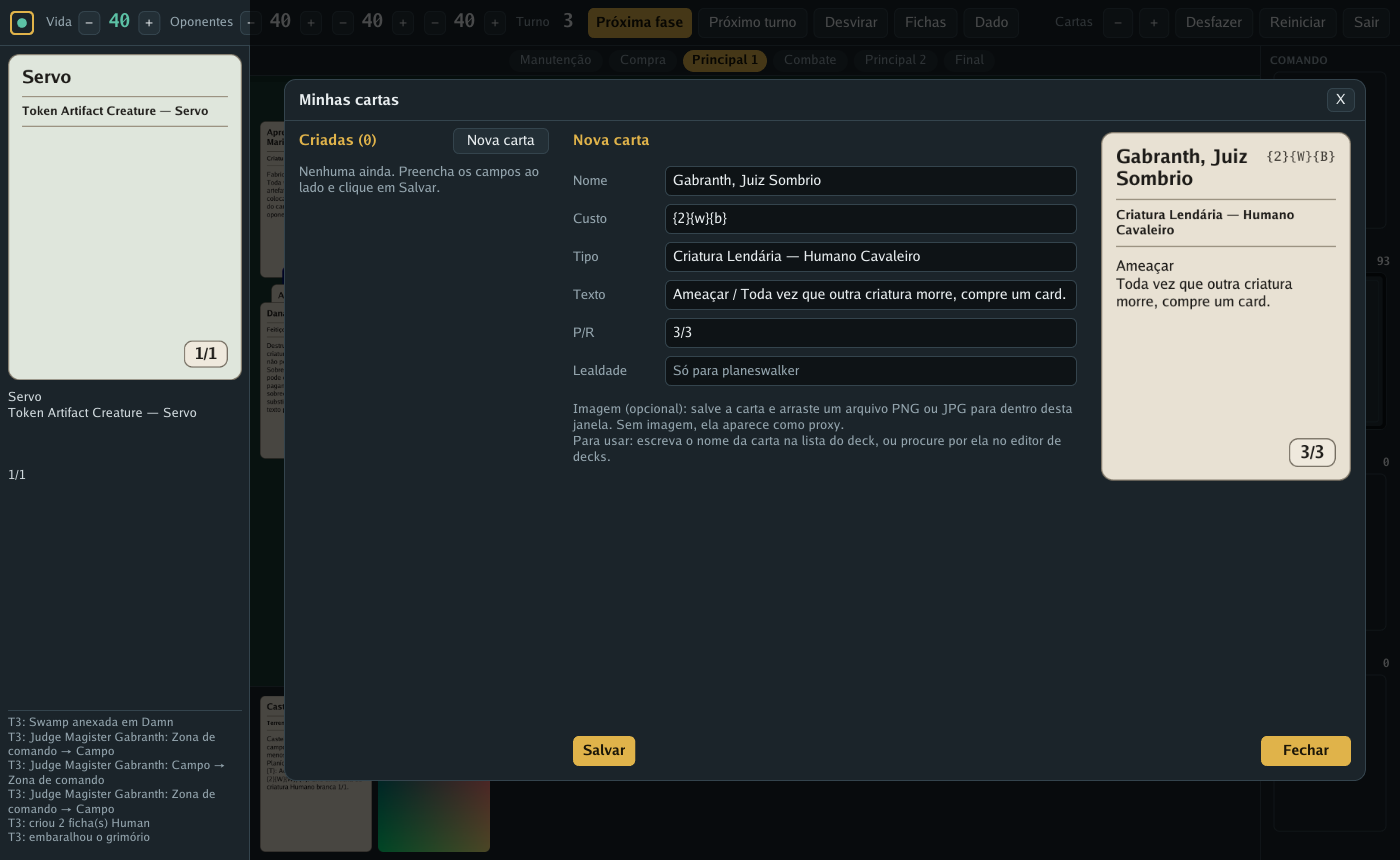 Vida − 40 + Oponentes − 40 + − 40 + − 40 + Turno 3 Próxima fase Próximo turno Desvirar Fichas Dado Cartas − + Desfazer Reiniciar Sair
Manutenção Compra Principal 1 Combate Principal 2 Final
COMANDO
Servo
Token Artifact Creature — Servo
1/1
Servo
Token Artifact Creature — Servo
1/1
T3: Swamp anexada em Damn
T3: Judge Magister Gabranth: Zona de
comando → Campo
T3: Judge Magister Gabranth: Campo →
Zona de comando
T3: Judge Magister Gabranth: Zona de
comando → Campo
T3: criou 2 ficha(s) Human
T3: embaralhou o grimório
Minhas cartas
X
Criadas (0)
Nova carta
Nenhuma ainda. Preencha os campos ao
lado e clique em Salvar.
Nova carta
Nome Gabranth, Juiz Sombrio
Custo {2}{w}{b}
Tipo Criatura Lendária — Humano Cavaleiro
Texto Ameaçar / Toda vez que outra criatura morre, compre um card.
P/R 3/3
Lealdade Só para planeswalker
Imagem (opcional): salve a carta e arraste um arquivo PNG ou JPG para dentro desta
janela. Sem imagem, ela aparece como proxy.
Para usar: escreva o nome da carta na lista do deck, ou procure por ela no editor de
decks.
Gabranth, Juiz {2}{W}{B}
Sombrio
Criatura Lendária — Humano
Cavaleiro
Ameaçar
Toda vez que outra criatura
morre, compre um card.
3/3
Salvar
Fechar
93
0
0
criatura Humano branca 1/1.